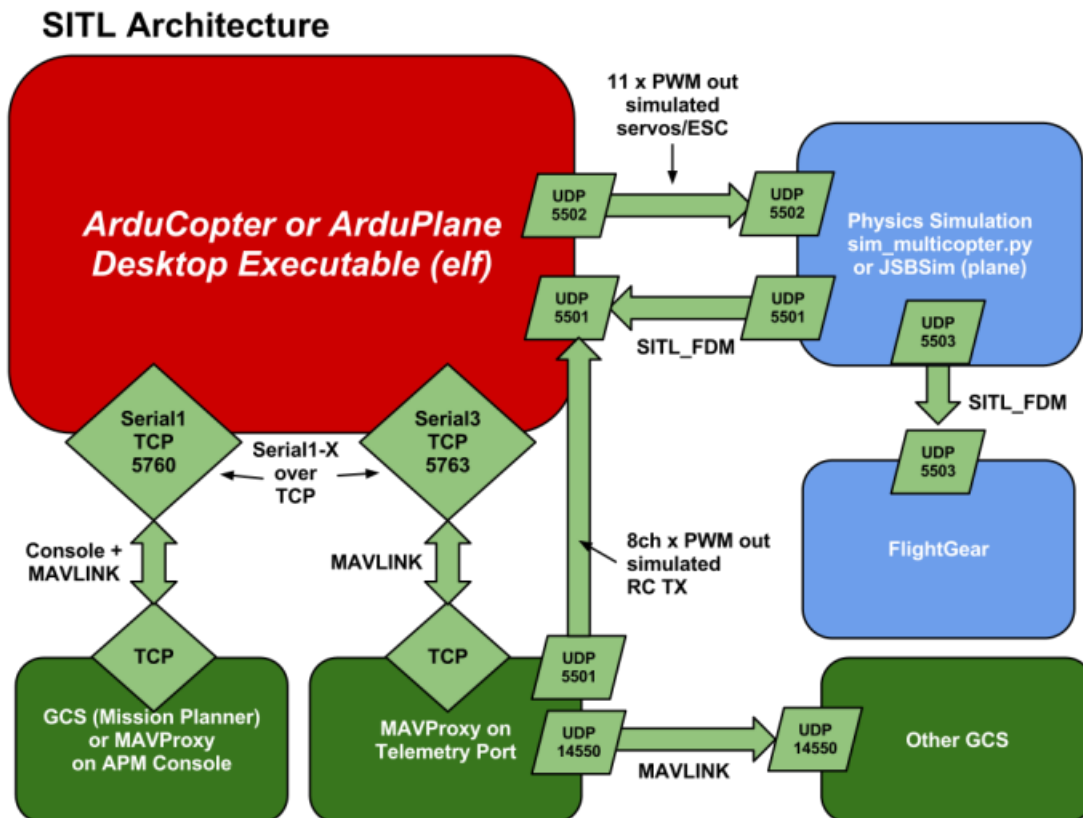 SITL Architecture
11 x PWM out
simulated
servos/ESC
ArduCopter or ArduPlane
Desktop Executable (elf)
UDP
5502
UDP
5502
Physics Simulation
sim_multicopter.py
or JSBSim (plane)
UDP
5501
UDP
5501
SITL_FDM
UDP
5503
SITL_FDM
UDP
5503
FlightGear
Serial1
TCP
5760
Serial1-X
over
TCP
Serial3
TCP
5763
Console +
MAVLINK
MAVLINK
8ch x PWM out
simulated
RC TX
TCP
GCS (Mission Planner)
or MAVProxy
on APM Console
TCP
MAVProxy on
Telemetry Port
UDP
5501
UDP
14550
MAVLINK
UDP
14550
Other GCS